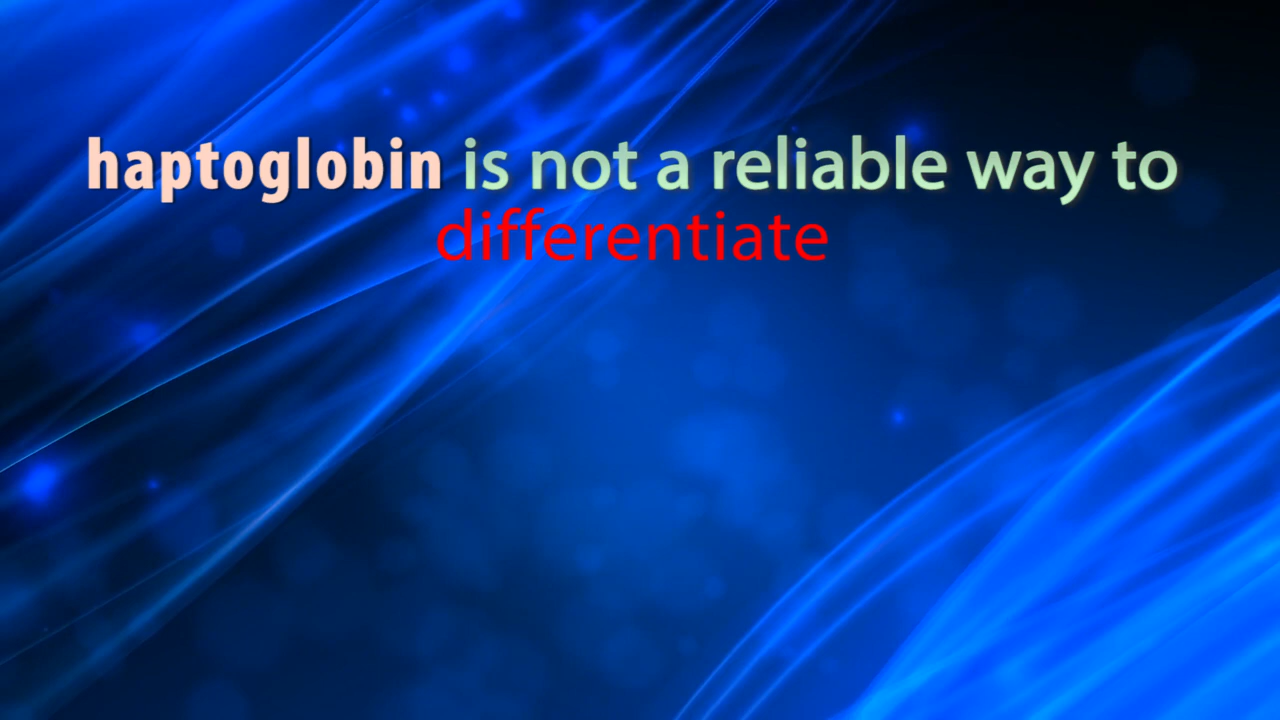 haptoglobin is not a reliable way to
differentiate